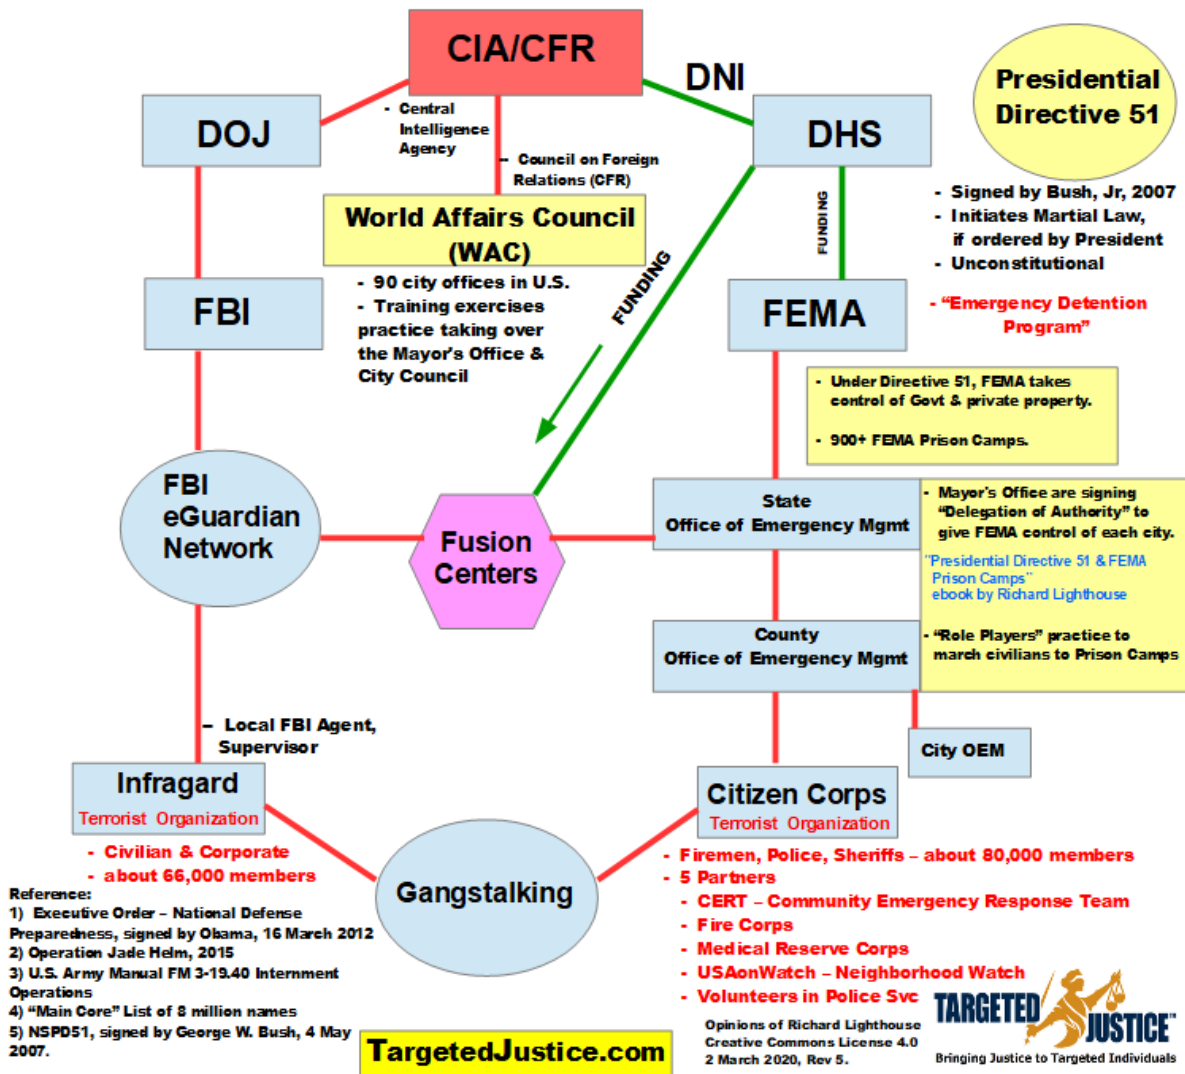 CIA/CFR
DNI
Presidential
Directive 51
DOJ
- Central
Intelligence
Agency
DHS
-- Council on Foreign
Relations (CFR)
- Signed by Bush, Jr, 2007
- Initiates Martial Law,
if ordered by President
- Unconstitutional
- “Emergency Detention
Program”
World Affairs Council
(WAC)
FUNDING
FUNDING
- 90 city offices in U.S.
- Training exercises
practice taking over
the Mayor's Office &
City Council
FBI
FEMA
- Under Directive 51, FEMA takes
control of Govt & private property.
- 900+ FEMA Prison Camps.
FBI
eGuardian
Network
Fusion
Centers
State
Office of Emergency Mgmt
- Mayor's Office are signing
“Delegation of Authority” to
give FEMA control of each city.
"Presidential Directive 51 & FEMA
Prison Camps"
ebook by Richard Lighthouse
- “Role Players” practice to
march civilians to Prison Camps
County
Office of Emergency Mgmt
City OEM
-- Local FBI Agent,
Supervisor
Infragard
Terrorist Organization
- Civilian & Corporate
- about 66,000 members
Gangstalking
Citizen Corps
Terrorist Organization
- Firemen, Police, Sheriffs – about 80,000 members
- 5 Partners
- CERT – Community Emergency Response Team
- Fire Corps
- Medical Reserve Corps
- USAonWatch – Neighborhood Watch
- Volunteers in Police Svc
Reference:
1) Executive Order – National Defense
Preparedness, signed by Obama, 16 March 2012
2) Operation Jade Helm, 2015
3) U.S. Army Manual FM 3-19.40 Internment
Operations
4) “Main Core” List of 8 million names
5) NSPD51, signed by George W. Bush, 4 May
2007.
TargetedJustice.com
Opinions of Richard Lighthouse
Creative Commons License 4.0
2 March 2020, Rev 5.
TARGETED
JUSTICE™
Bringing Justice to Targeted Individuals